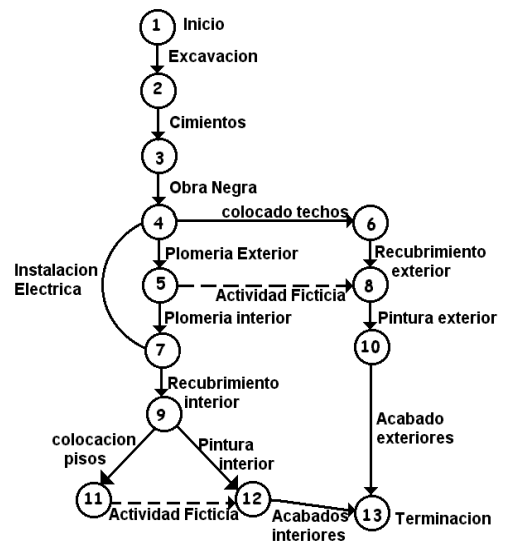 1 Inicio
Excavacion
2
Cimientos
3
Obra Negra
4
colocado techos
6
Plomeria Exterior
Recubrimiento
exterior
Instalacion
Electrica
5
Actividad Ficticia
8
Plomeria interior
Pintura exterior
7
10
Recubrimiento
interior
9
colocacion
pisos
Pintura
interior
Acabado
exteriores
11
Actividad Ficticia
12
Acabados
interiores
13 Terminacion